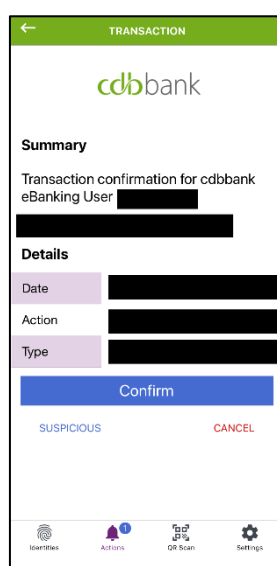 TRANSACTION
cdbbank
Summary
Transaction confirmation for cdbbank
eBanking User
Details
Date
Action
Type
Confirm
SUSPICIOUS CANCEL
1
Identities Actions QR Scan Settings